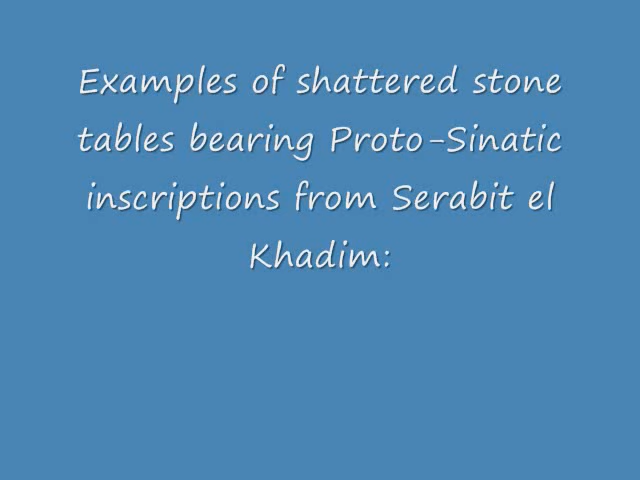 Examples of shattered stone
tables bearing Proto-Sinatic
inscriptions from Serabit el
Khadim: